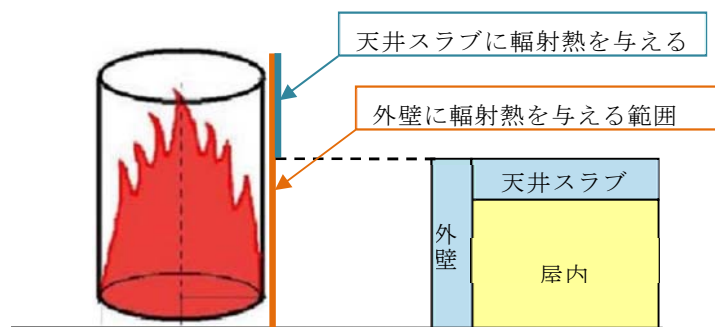 天井スラブに輻射熱を与える
外壁に輻射熱を与える範囲
天井スラブ
外壁
屋内